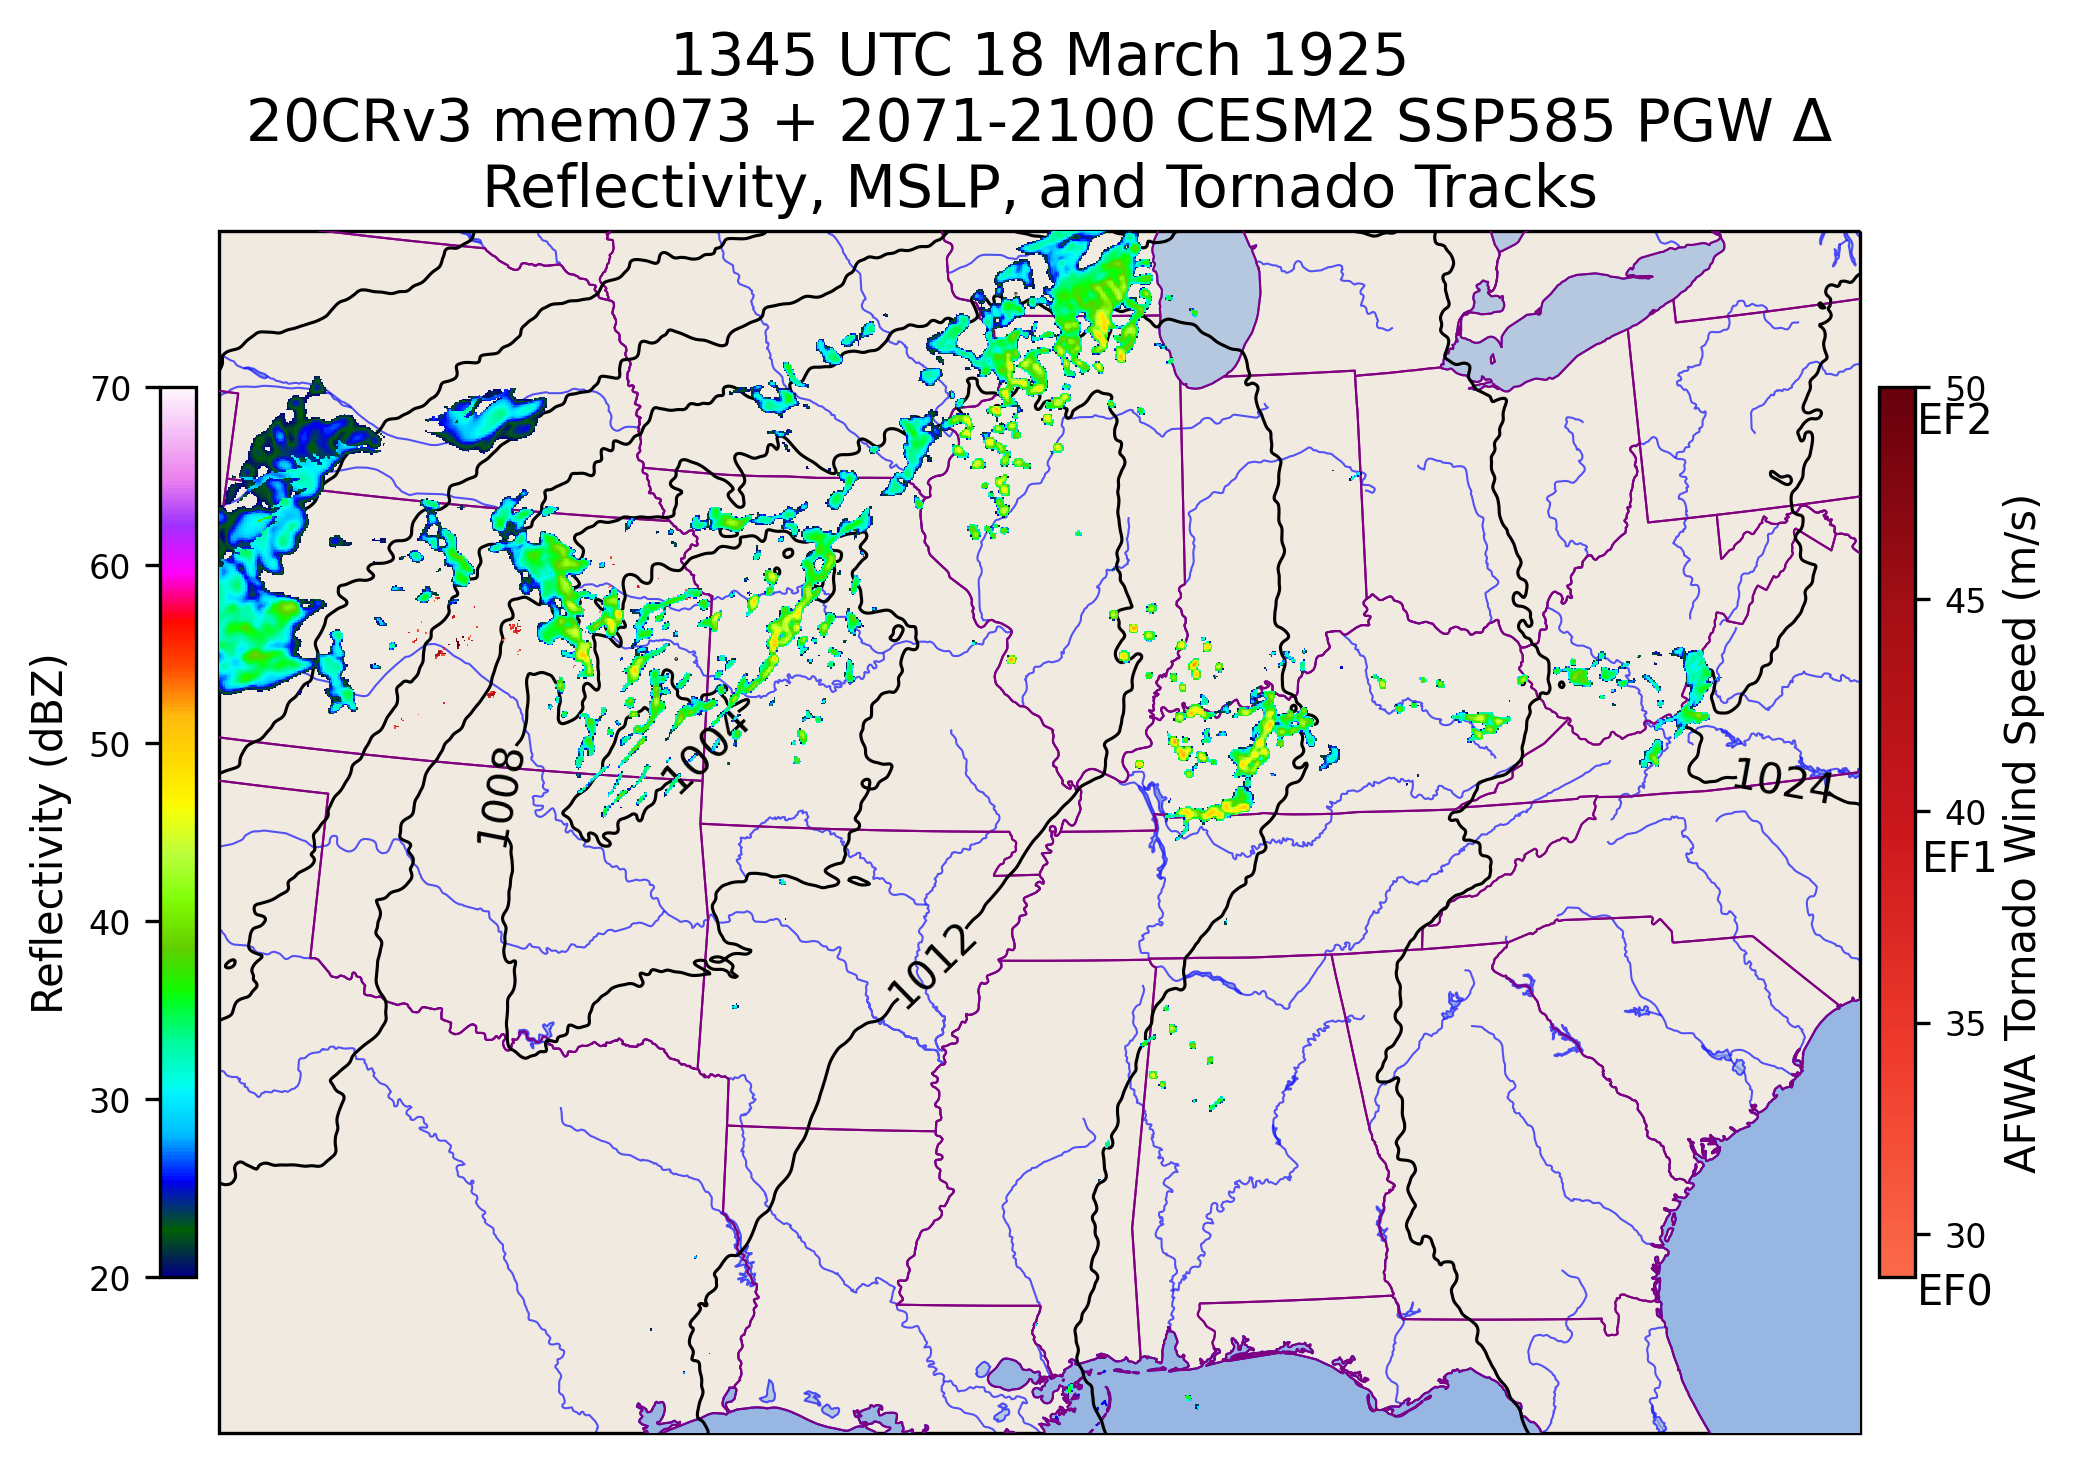 1345 UTC 18 March 1925
20CRv3 mem073 + 2071-2100 CESM2 SSP585 PGW Δ
Reflectivity, MSLP, and Tornado Tracks
70
60
50
40
30
20
Reflectivity (dBZ)
1008
1004
1012
1024
50
EF2
45
40
EF1
35
30
EF0
AFWA Tornado Wind Speed (m/s)